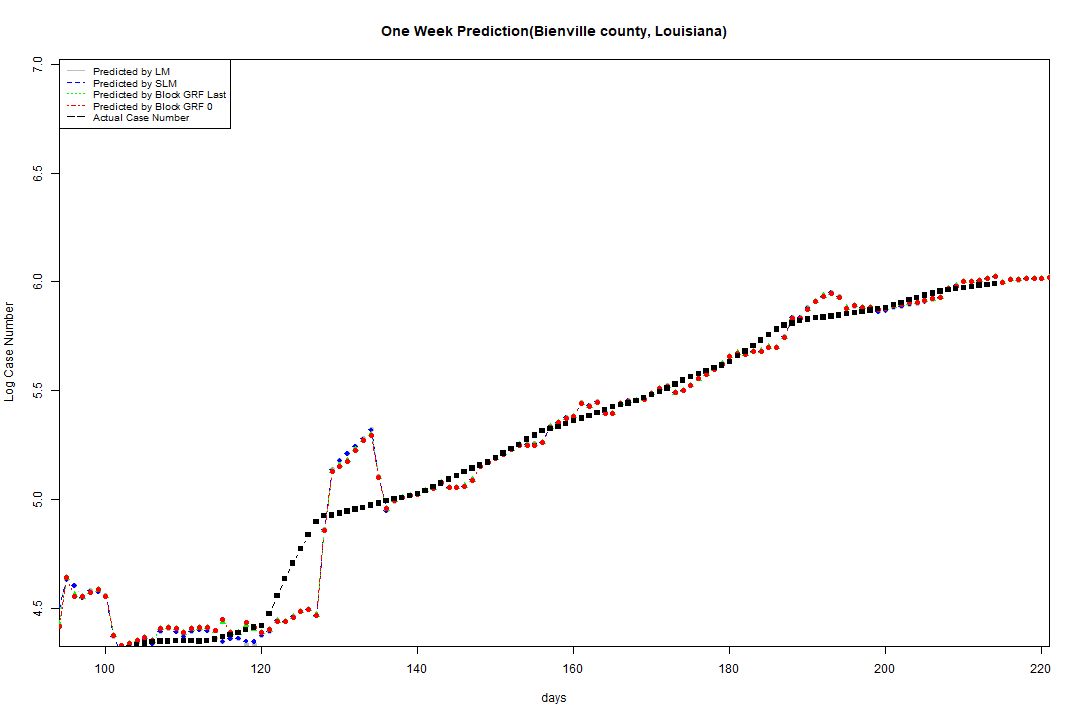 One Week Prediction(Bienville county, Louisiana)
Predicted by LM
Predicted by SLM
Predicted by Block GRF Last
Predicted by Block GRF 0
Actual Case Number
7.0
6.5
6.0
5.5
5.0
4.5
Log Case Number
100 120 140 160 180 200 220
days